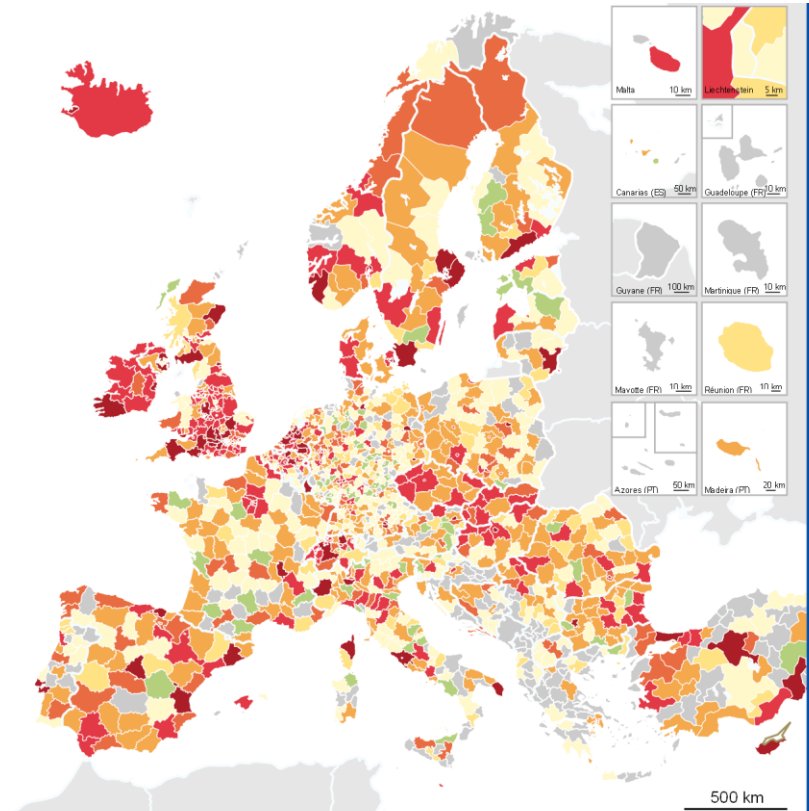 Malta 10 km
Liechtenstein 5 km
Canarias (ES) 50 km
Guadeloupe (FR) 10 km
Guyane (FR) 100 km
Martinique (FR) 10 km
Mayotte (FR) 10 km
Réunion (FR) 10 km
Azores (PT) 50 km
Madeira (PT) 20 km
500 km